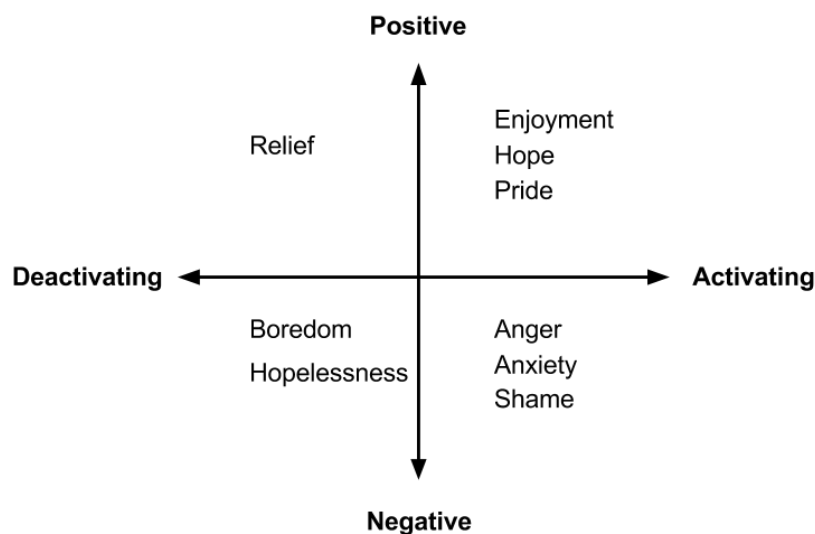 Positive
Relief
Enjoyment
Hope
Pride
Deactivating
Activating
Boredom
Hopelessness
Anger
Anxiety
Shame
Negative